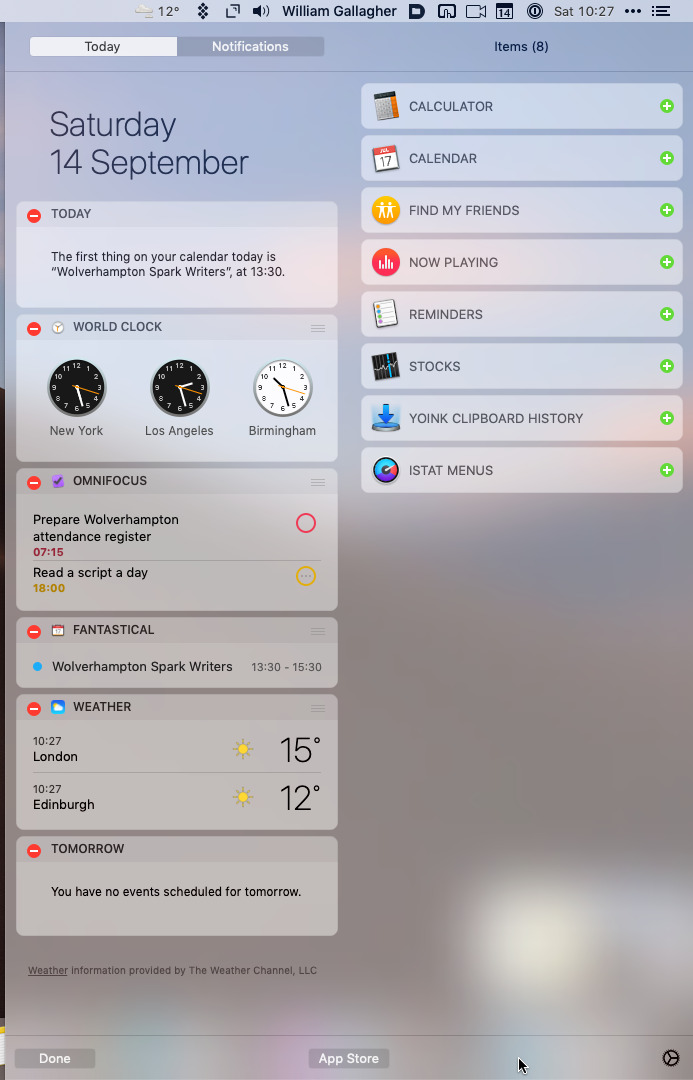 12° William Gallagher 14 Sat 10:27
Today Notifications Items (8)
Saturday
14 September
TODAY
The first thing on your calendar today is
“Wolverhampton Spark Writers”, at 13:30.
WORLD CLOCK
New York Los Angeles Birmingham
OMNIFOCUS
Prepare Wolverhampton
attendance register
07:15
Read a script a day
18:00
FANTASTICAL
Wolverhampton Spark Writers 13:30 - 15:30
WEATHER
10:27
London 15°
10:27
Edinburgh 12°
TOMORROW
You have no events scheduled for tomorrow.
Weather information provided by The Weather Channel, LLC
CALCULATOR
JUL
17
CALENDAR
FIND MY FRIENDS
NOW PLAYING
REMINDERS
STOCKS
YOINK CLIPBOARD HISTORY
ISTAT MENUS
Done App Store